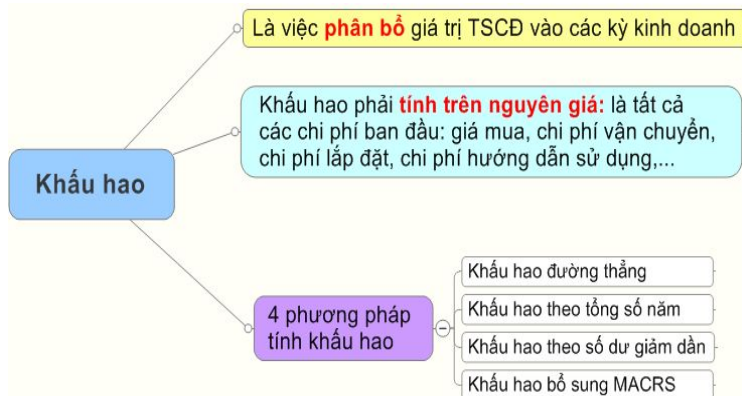 Là việc phân bổ giá trị TSCĐ vào các kỳ kinh doanh
Khấu hao phải tính trên nguyên giá: là tất cả
các chi phí ban đầu: giá mua, chi phí vận chuyển,
chi phí lắp đặt, chi phí hướng dẫn sử dụng,...
Khấu hao
4 phương pháp
tính khấu hao
Khấu hao đường thẳng
Khấu hao theo tổng số năm
Khấu hao theo số dư giảm dần
Khấu hao bổ sung MACRS